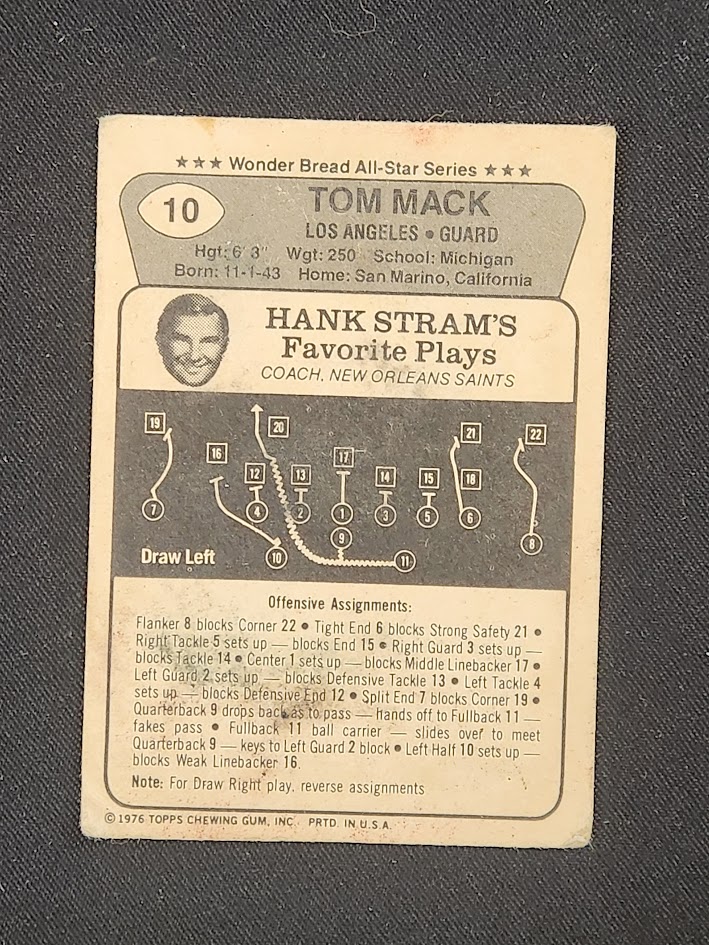 ★★★ Wonder Bread All-Star Series ★★★
10
TOM MACK
LOS ANGELES • GUARD
Hgt: 6' 3" Wgt: 250 School: Michigan
Born: 11-1-43 Home: San Marino, California
HANK STRAM'S
Favorite Plays
COACH, NEW ORLEANS SAINTS
19 20 21 22
16 17
12 13 14 15 18
7 4 2 1 3 5 6
9 8
Draw Left 10 11
Offensive Assignments:
Flanker 8 blocks Corner 22 • Tight End 6 blocks Strong Safety 21 •
Right Tackle 5 sets up — blocks End 15 • Right Guard 3 sets up —
blocks Tackle 14 • Center 1 sets up — blocks Middle Linebacker 17 •
Left Guard 2 sets up — blocks Defensive Tackle 13 • Left Tackle 4
sets up — blocks Defensive End 12 • Split End 7 blocks Corner 19 •
Quarterback 9 drops back as to pass — Hands off to Fullback 11 —
fakes pass • Fullback 11 ball carrier — slides over to meet
Quarterback 9 — keys to Left Guard 2 block • Left Half 10 sets up —
blocks Weak Linebacker 16.
Note: For Draw Right play, reverse assignments
© 1976 TOPPS CHEWING GUM, INC. PRTD. IN U.S.A.